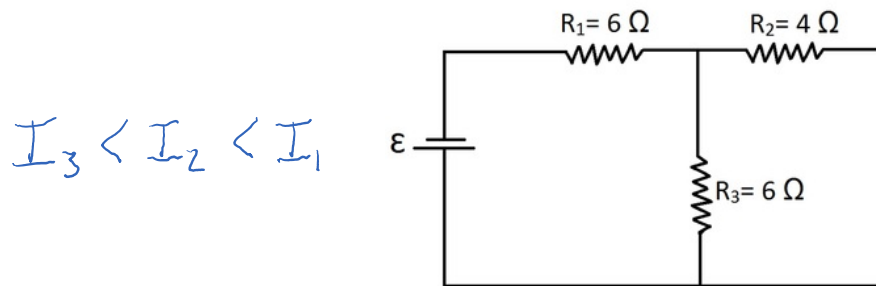 R₁= 6 Ω
R₂= 4 Ω
I₃ < I₂ < I₁
ε
R₃= 6 Ω